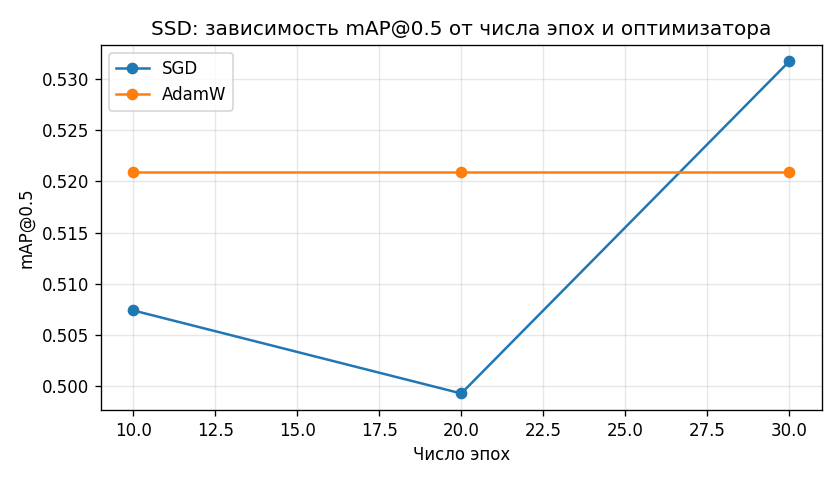 SSD: зависимость mAP@0.5 от числа эпох и оптимизатора
SGD
AdamW
mAP@0.5
0.530
0.525
0.520
0.515
0.510
0.505
0.500
10.0 12.5 15.0 17.5 20.0 22.5 25.0 27.5 30.0
Число эпох